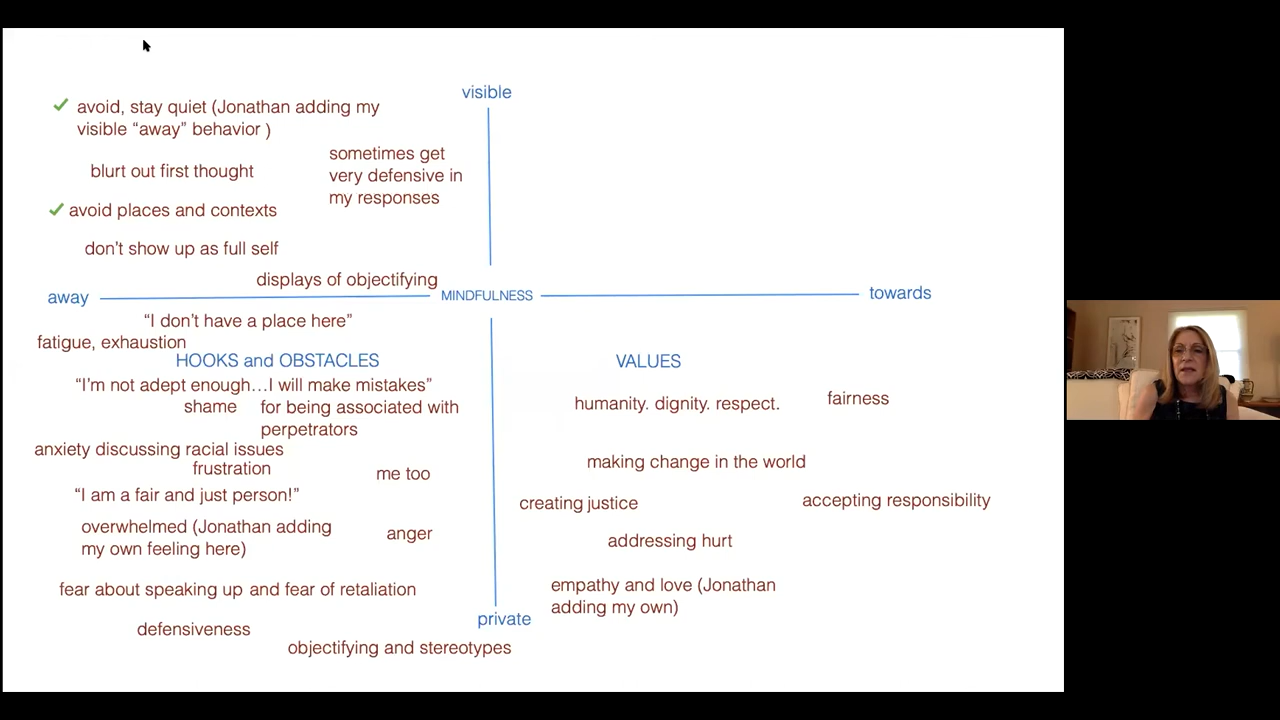 visible
avoid, stay quiet (Jonathan adding my
visible “away” behavior )
sometimes get
very defensive in
my responses
blurt out first thought
avoid places and contexts
don't show up as full self
displays of objectifying
away
MINDFULNESS
towards
“I don't have a place here”
fatigue, exhaustion
HOOKS and OBSTACLES
“I'm not adept enough…I will make mistakes”
shame
for being associated with
perpetrators
anxiety discussing racial issues
frustration
me too
“I am a fair and just person!”
overwhelmed (Jonathan adding
my own feeling here)
anger
fear about speaking up and fear of retaliation
defensiveness
objectifying and stereotypes
private
VALUES
humanity. dignity. respect.
fairness
making change in the world
creating justice
accepting responsibility
addressing hurt
empathy and love (Jonathan
adding my own)